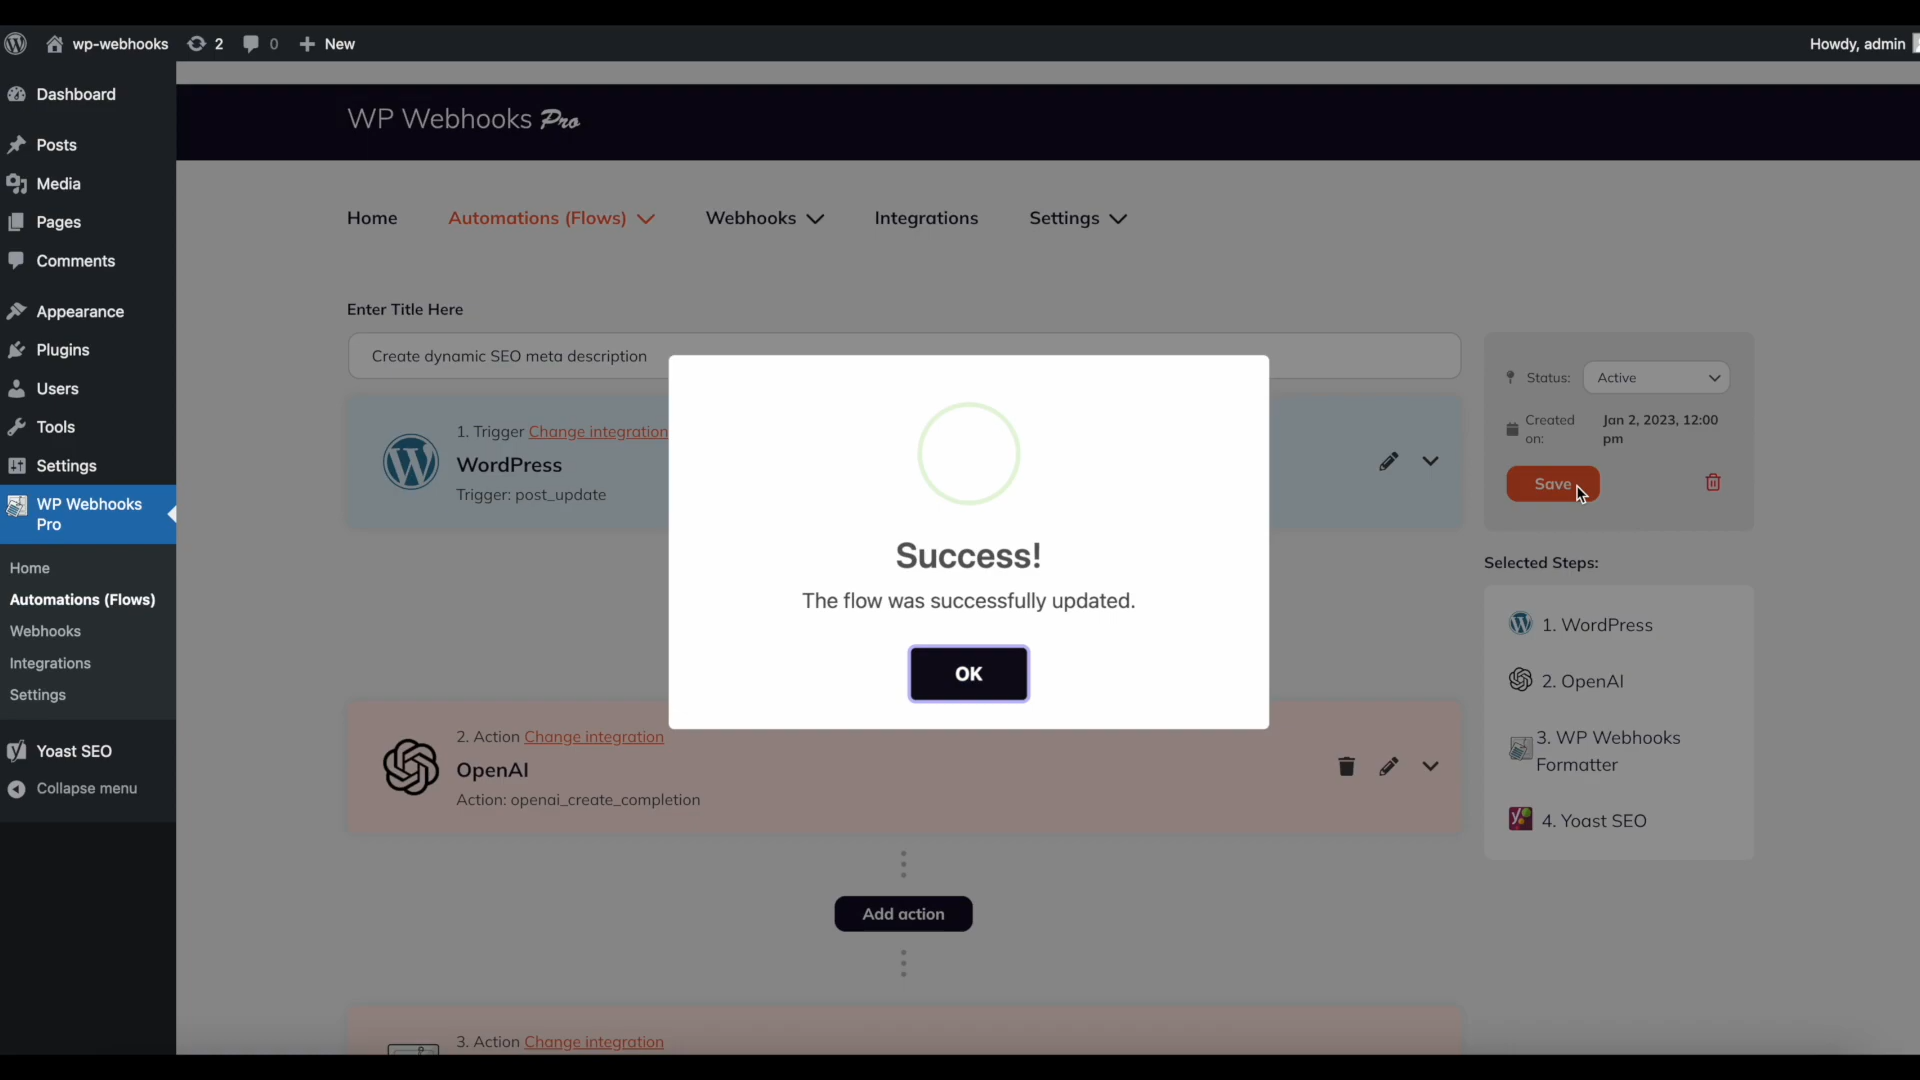 wp-webhooks 2 0 New
Howdy, admin
Dashboard
Posts
Media
Pages
Comments
Appearance
Plugins
Users
Tools
Settings
WP Webhooks
Pro
Home
Automations (Flows)
Webhooks
Integrations
Settings
Yoast SEO
Collapse menu
WP Webhooks Pro
Home Automations (Flows) Webhooks Integrations Settings
Enter Title Here
Create dynamic SEO meta description
1. Trigger Change integration
WordPress
Trigger: post_update
Success!
The flow was successfully updated.
OK
2. Action Change integration
OpenAI
Action: openai_create_completion
Add action
3. Action Change integration
Status: Active
Created Jan 2, 2023, 12:00
on: pm
Save
Selected Steps:
1. WordPress
2. OpenAI
3. WP Webhooks
Formatter
4. Yoast SEO